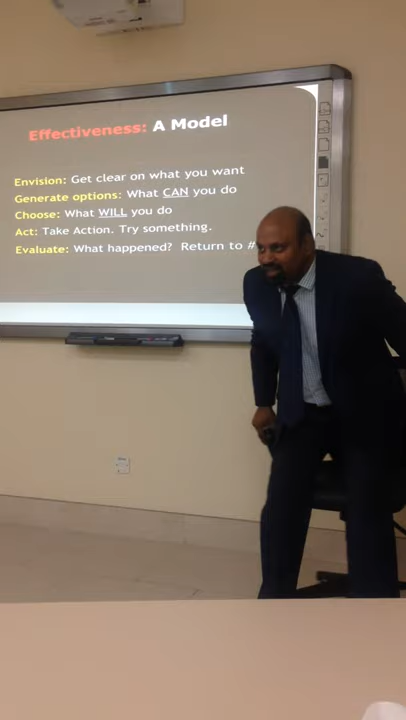 Effectiveness: A Model
Envision: Get clear on what you want
Generate options: What CAN you do
Choose: What WILL you do
Act: Take Action. Try something.
Evaluate: What happened? Return to #